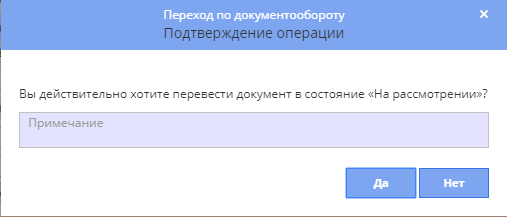 Переход по документообороту
Подтверждение операции
Вы действительно хотите перевести документ в состояние «На рассмотрении»?
Примечание
Да Нет